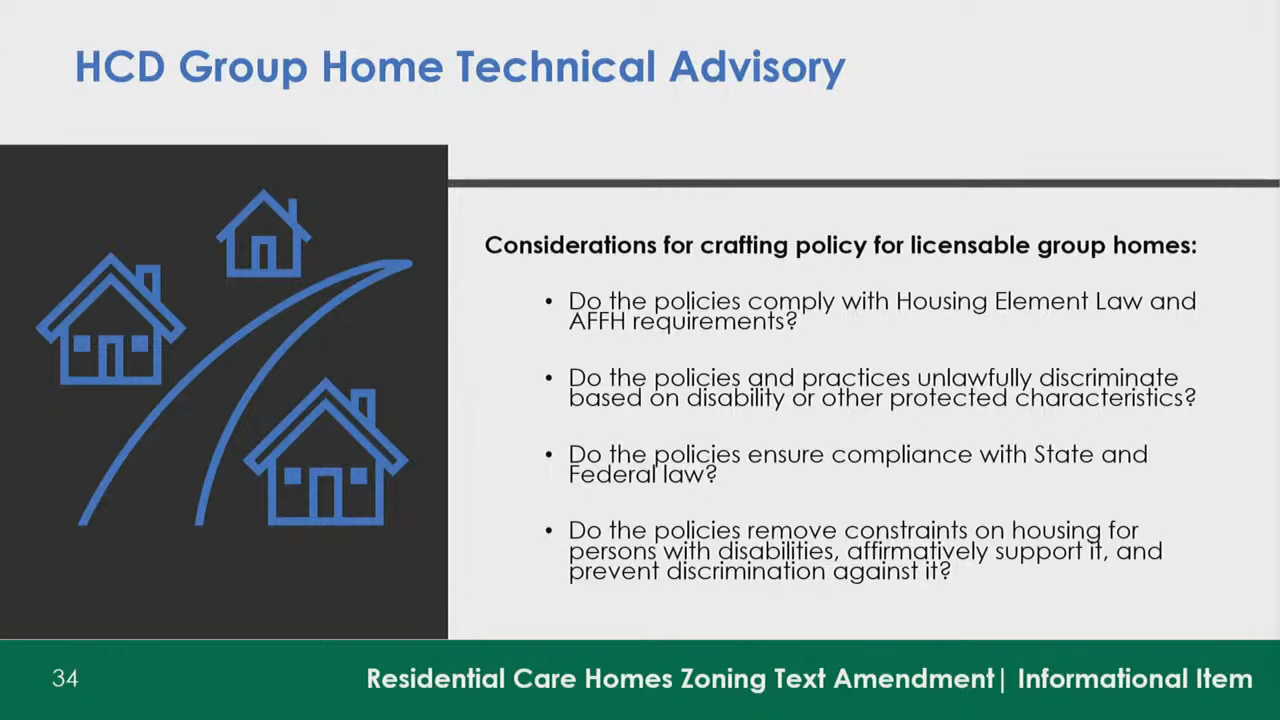 HCD Group Home Technical Advisory
Considerations for crafting policy for licensable group homes:
• Do the policies comply with Housing Element Law and
AFFH requirements?
• Do the policies and practices unlawfully discriminate
based on disability or other protected characteristics?
• Do the policies ensure compliance with State and
Federal law?
• Do the policies remove constraints on housing for
persons with disabilities, affirmatively support it, and
prevent discrimination against it?
34
Residential Care Homes Zoning Text Amendment| Informational Item